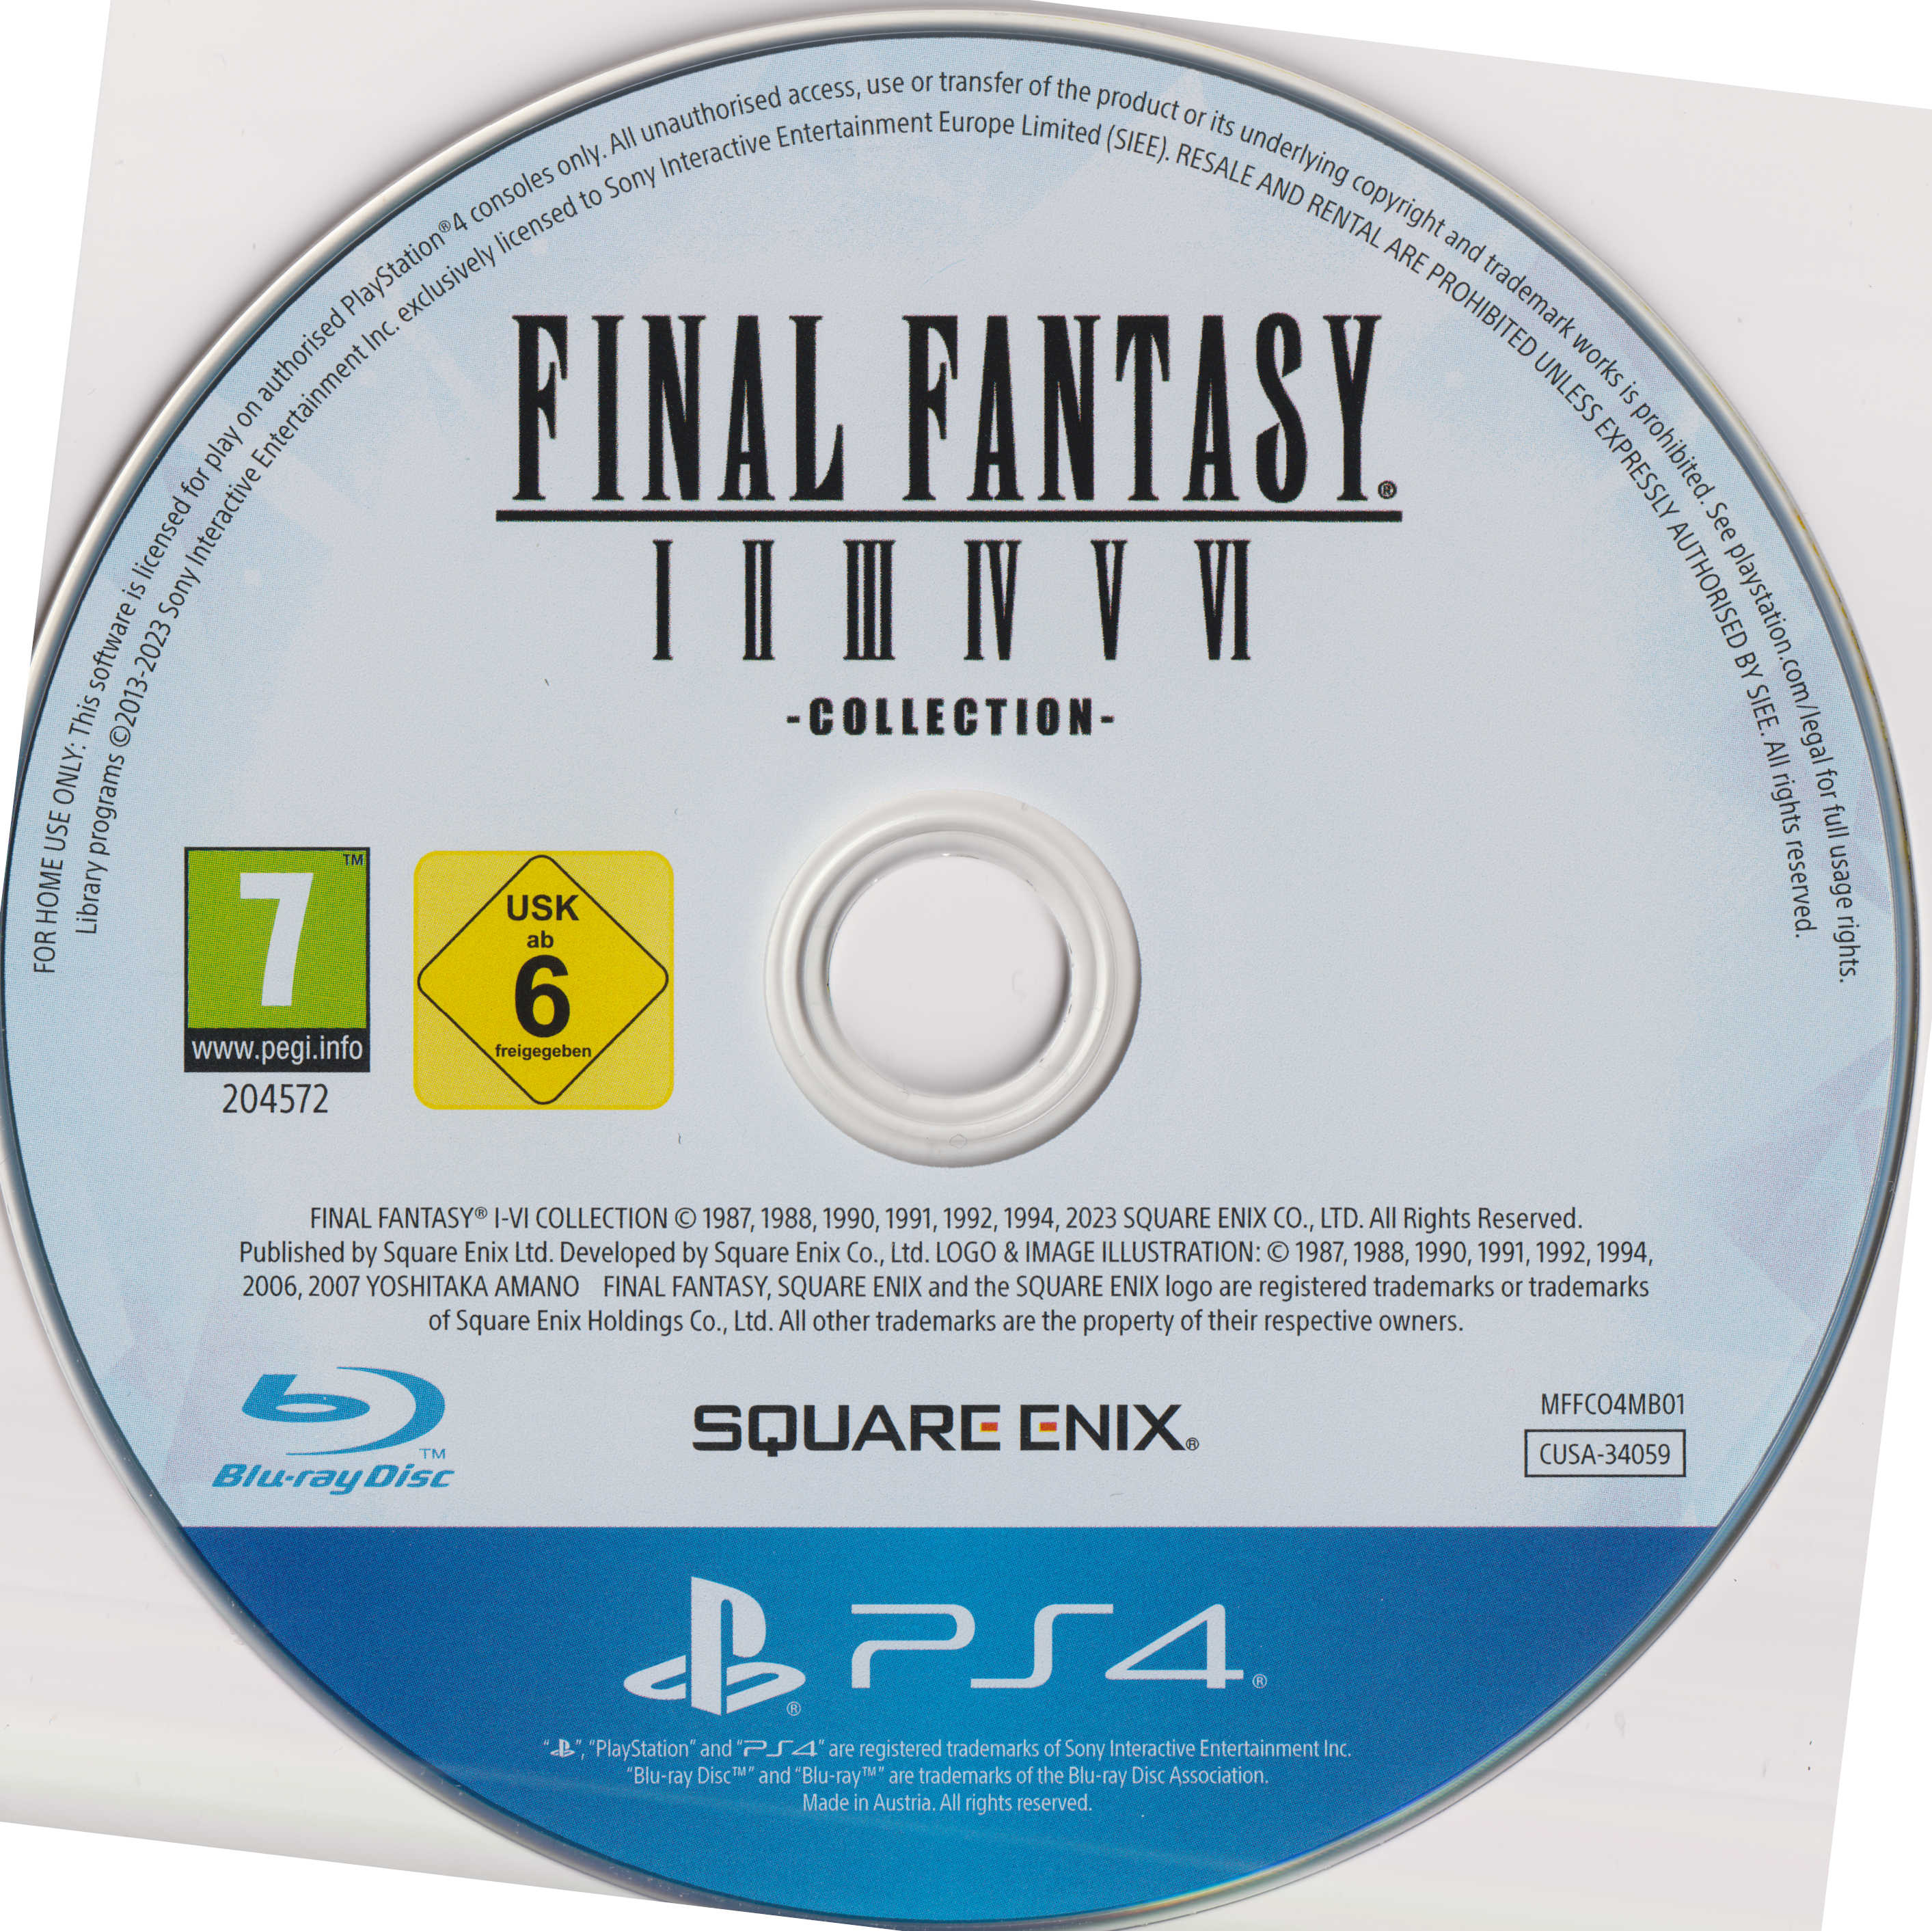 FOR HOME USE ONLY: This software is licensed for play on authorised PlayStation®4 consoles only. All unauthorised access, use or transfer of the product or its underlying copyright and trademark works is prohibited. See playstation.com/legal for full usage rights.
Library programs ©2013-2023 Sony Interactive Entertainment Inc. exclusively licensed to Sony Interactive Entertainment Europe Limited (SIEE). RESALE AND RENTAL ARE PROHIBITED UNLESS EXPRESSLY AUTHORISED BY SIEE. All rights reserved.
FINAL FANTASY®
I II III IV V VI
-COLLECTION-
7™
www.pegi.info
204572
USK
ab
6
freigegeben
FINAL FANTASY® I-VI COLLECTION © 1987, 1988, 1990, 1991, 1992, 1994, 2023 SQUARE ENIX CO., LTD. All Rights Reserved.
Published by Square Enix Ltd. Developed by Square Enix Co., Ltd. LOGO & IMAGE ILLUSTRATION: © 1987, 1988, 1990, 1991, 1992, 1994,
2006, 2007 YOSHITAKA AMANO FINAL FANTASY, SQUARE ENIX and the SQUARE ENIX logo are registered trademarks or trademarks
of Square Enix Holdings Co., Ltd. All other trademarks are the property of their respective owners.
Blu-ray Disc™
SQUARE ENIX®
MFFCO4MB01
CUSA-34059
® PS4®
"", "PlayStation" and "PS4" are registered trademarks of Sony Interactive Entertainment Inc.
"Blu-ray Disc™" and "Blu-ray™" are trademarks of the Blu-ray Disc Association.
Made in Austria. All rights reserved.